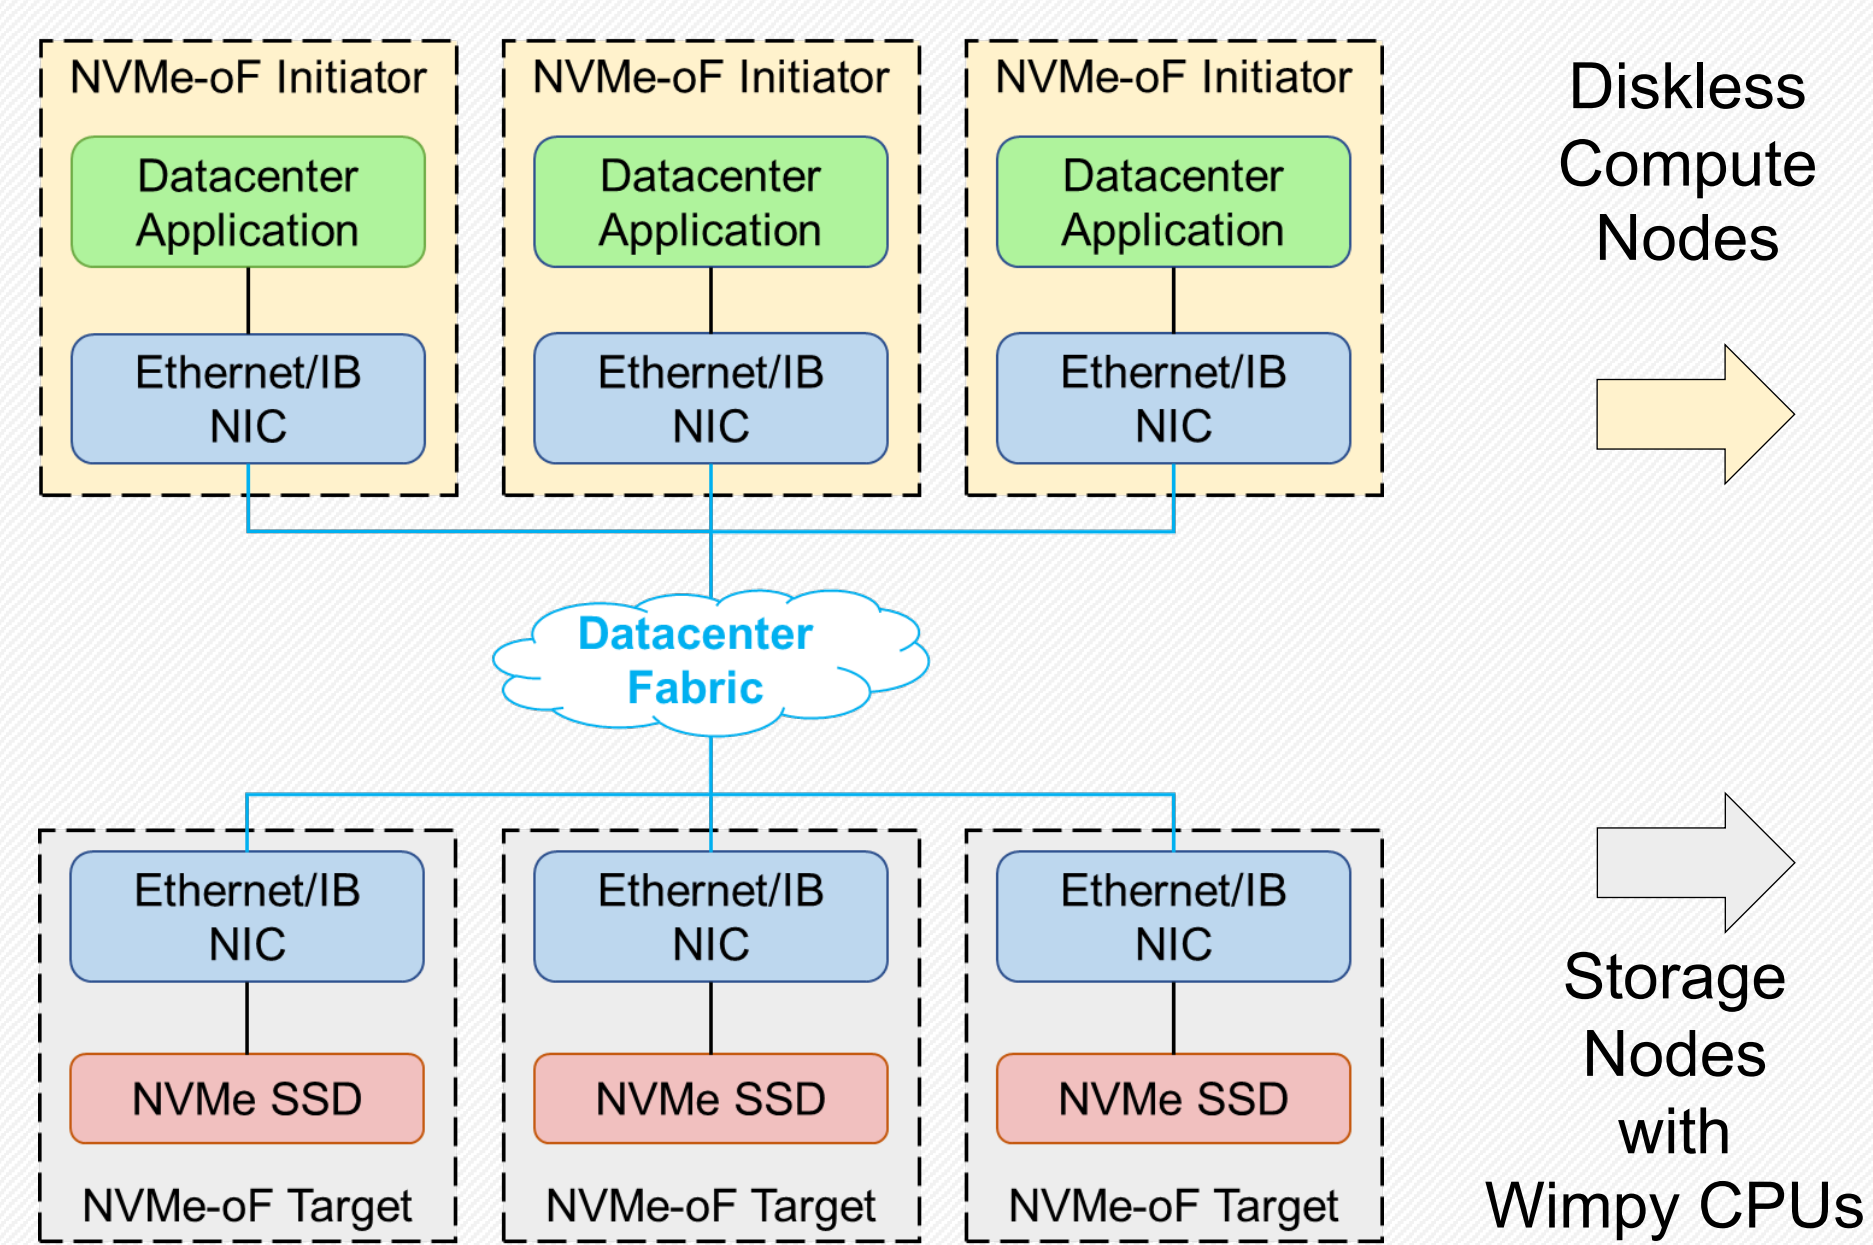 NVMe-oF Initiator
Datacenter
Application
Ethernet/IB
NIC
NVMe-oF Initiator
Datacenter
Application
Ethernet/IB
NIC
NVMe-oF Initiator
Datacenter
Application
Ethernet/IB
NIC
Diskless
Compute
Nodes
Datacenter
Fabric
Ethernet/IB
NIC
NVMe SSD
NVMe-oF Target
Ethernet/IB
NIC
NVMe SSD
NVMe-oF Target
Ethernet/IB
NIC
NVMe SSD
NVMe-oF Target
Storage
Nodes
with
Wimpy CPUs